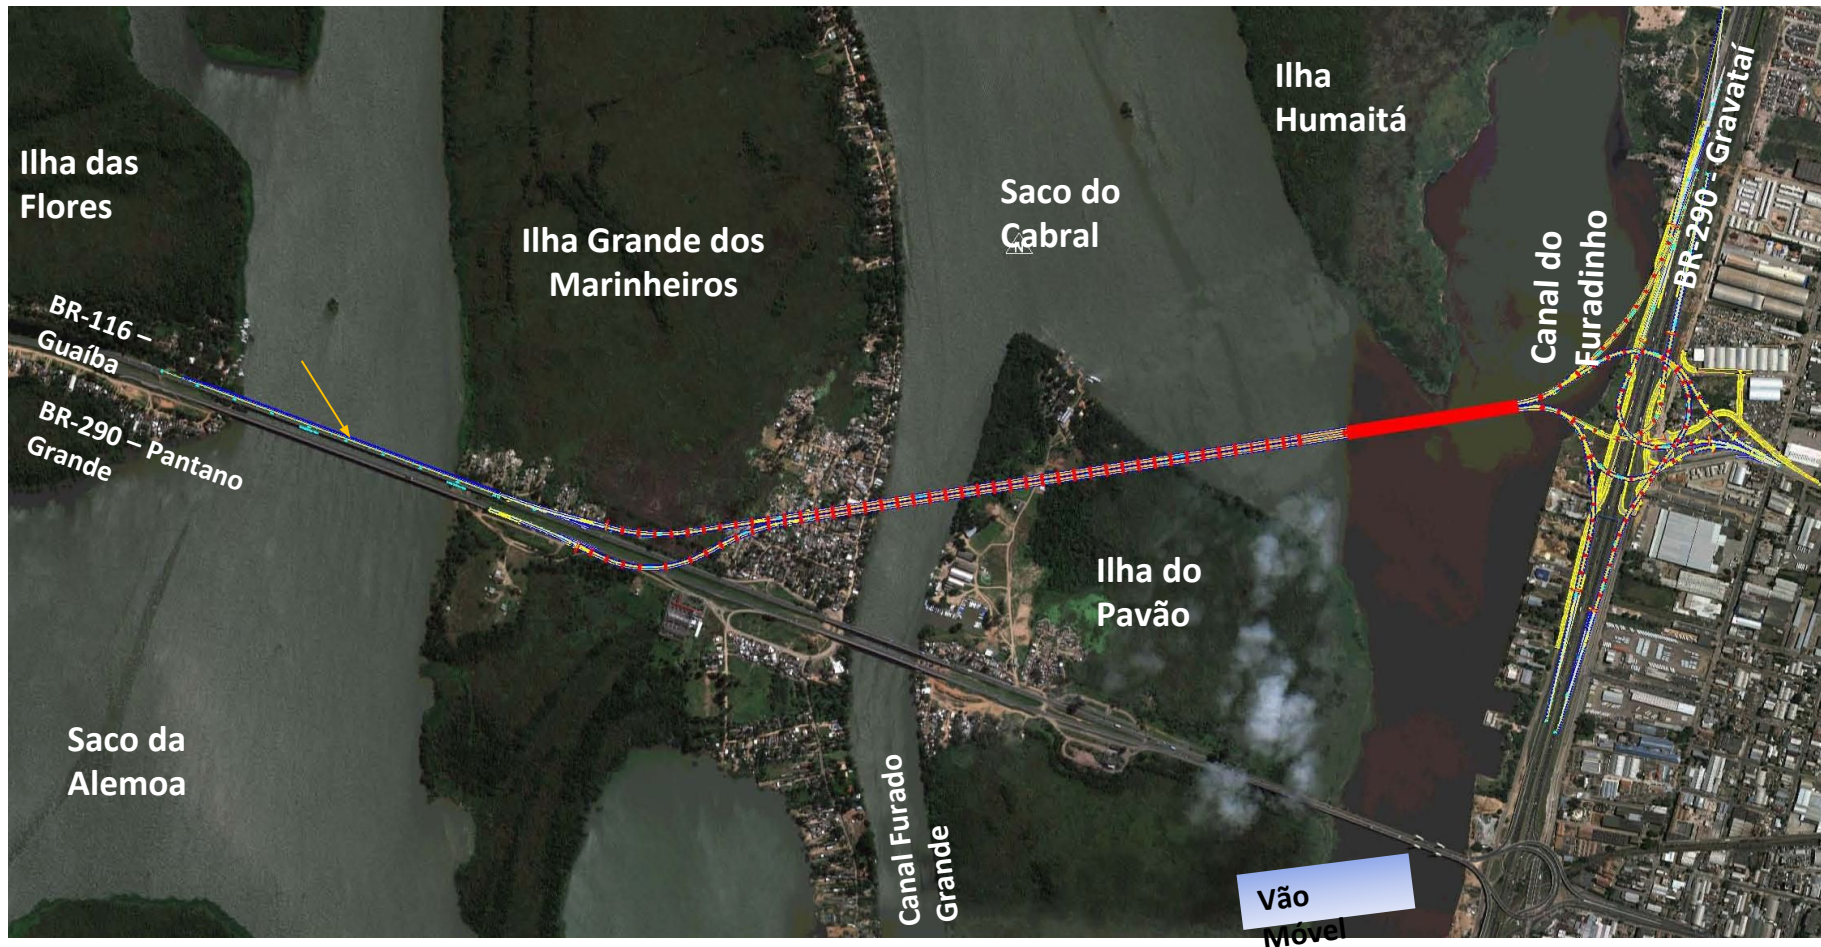 Ilha das
Flores
BR-116 –
Guaíba
BR-290 – Pantano
Grande
Saco da
Alemoa
Ilha Grande dos
Marinheiros
Saco do
Cabral
Ilha
Humaitá
Canal do
Furadinho
BR-290 – Gravataí
Ilha do
Pavão
Canal Furado
Grande
Vão
Móvel